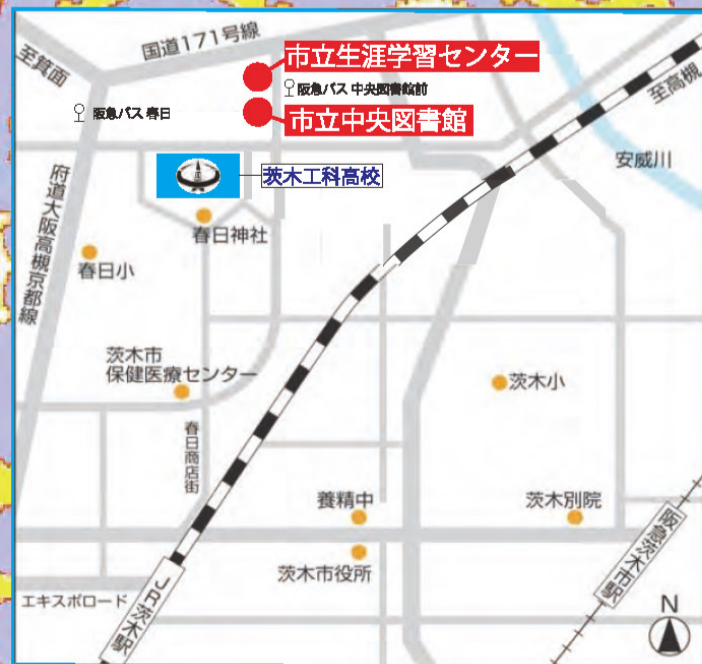 国道171号線
至箕面
市立生涯学習センター
阪急バス 中央図書館前
至高槻
阪急バス 春日
市立中央図書館
安威川
茨木工科高校
府道大阪高槻京都線
春日神社
春日小
茨木市
保健医療センター
茨木小
春日商店街
養精中
茨木別院
阪急茨木市駅
茨木市役所
JR茨木駅
エキスポロード
N